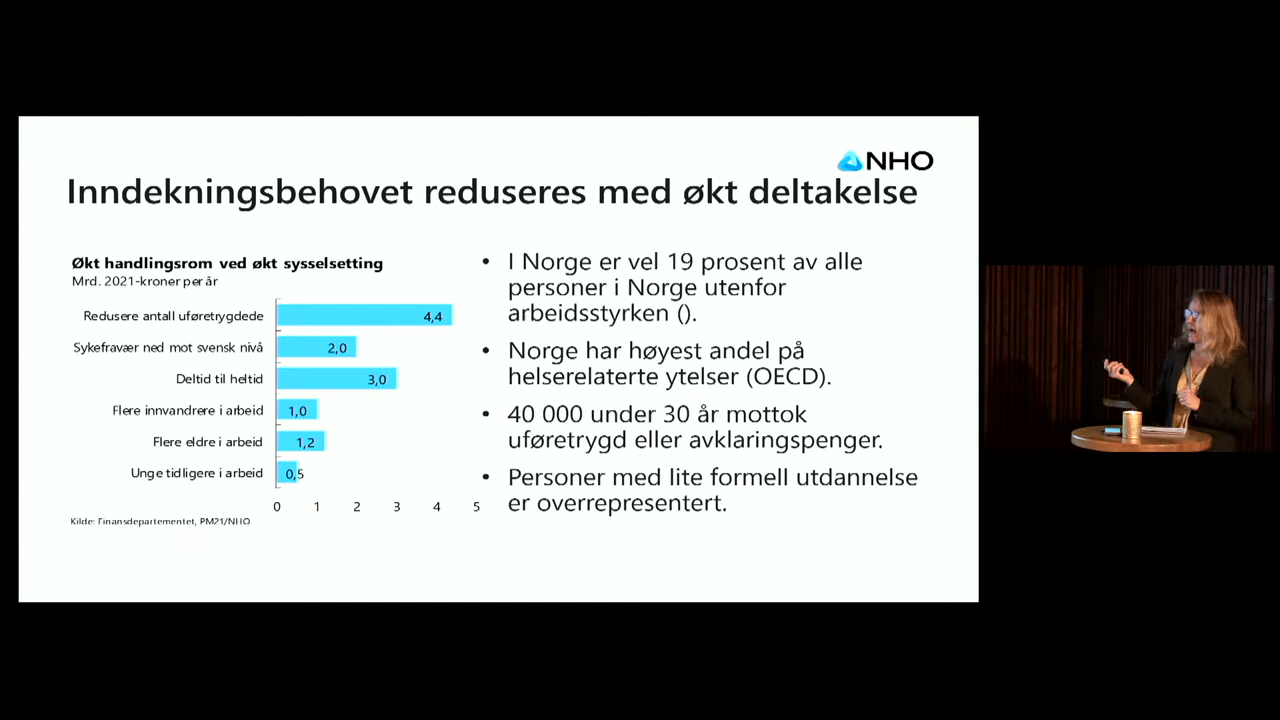 NHO
Inndekningsbehovet reduseres med økt deltakelse
Økt handlingsrom ved økt sysselsetting
Mrd. 2021-kroner per år
Redusere antall uføretrygdede 4,4
Sykefravær ned mot svensk nivå 2,0
Deltid til heltid 3,0
Flere innvandrere i arbeid 1,0
Flere eldre i arbeid 1,2
Unge tidligere i arbeid 0,5
0 1 2 3 4 5
Kilde: Finansdepartementet, PM21/NHO
• I Norge er vel 19 prosent av alle
personer i Norge utenfor
arbeidsstyrken ().
• Norge har høyest andel på
helserelaterte ytelser (OECD).
• 40 000 under 30 år mottok
uføretrygd eller avklaringspenger.
• Personer med lite formell utdannelse
er overrepresentert.